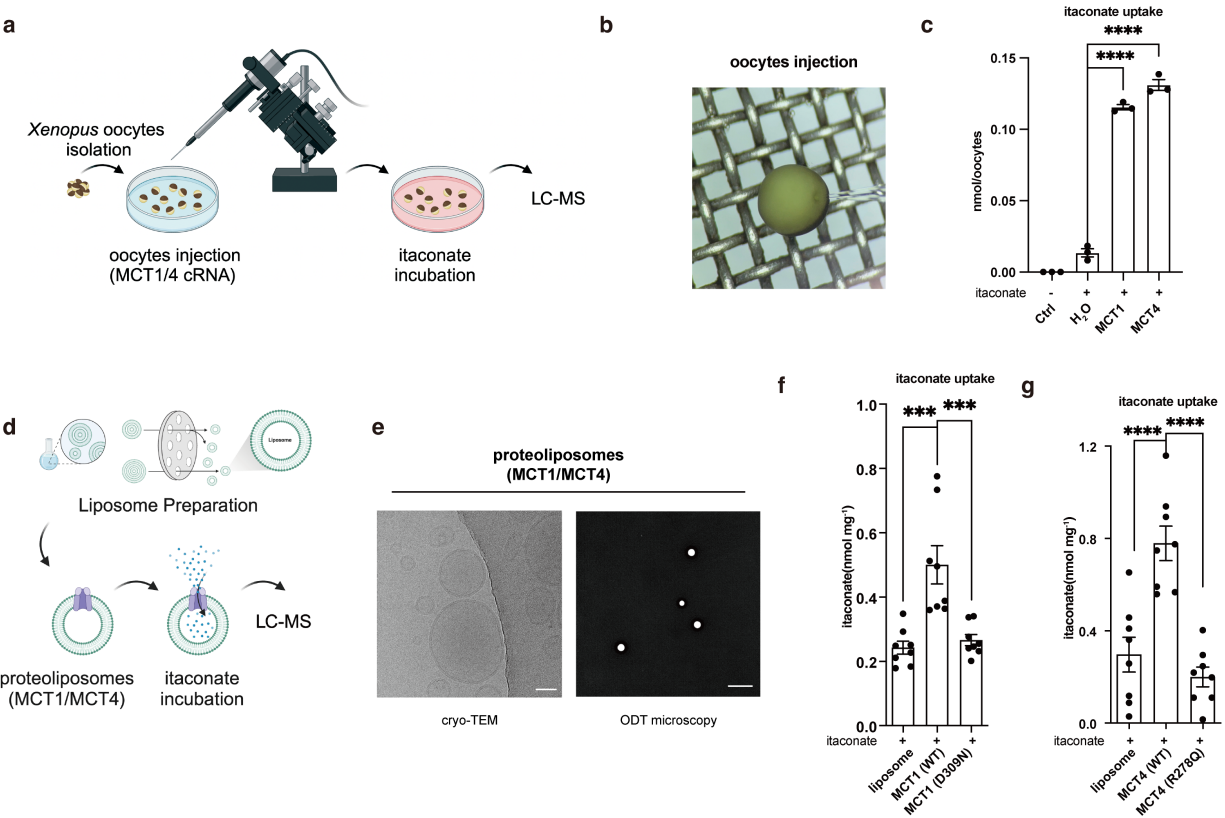 a
Xenopus oocytes
isolation
oocytes injection
(MCT1/4 cRNA)
itaconate
incubation
LC-MS
b
oocytes injection
c
itaconate uptake
****
****
nmol/oocytes
0.15
0.10
0.05
0.00
itaconate - + + +
Ctrl
H₂O
MCT1
MCT4
d
Liposome
Liposome Preparation
proteoliposomes
(MCT1/MCT4)
itaconate
incubation
LC-MS
e
proteoliposomes
(MCT1/MCT4)
cryo-TEM
ODT microscopy
f
itaconate uptake
*** ***
itaconate(nmol mg⁻¹)
1.0
0.8
0.6
0.4
0.2
0.0
itaconate + + +
liposome
MCT1 (WT)
MCT1 (D309N)
g
itaconate uptake
**** ****
itaconate(nmol mg⁻¹)
1.2
0.8
0.4
0.0
itaconate + + +
liposome
MCT4 (WT)
MCT4 (R278Q)